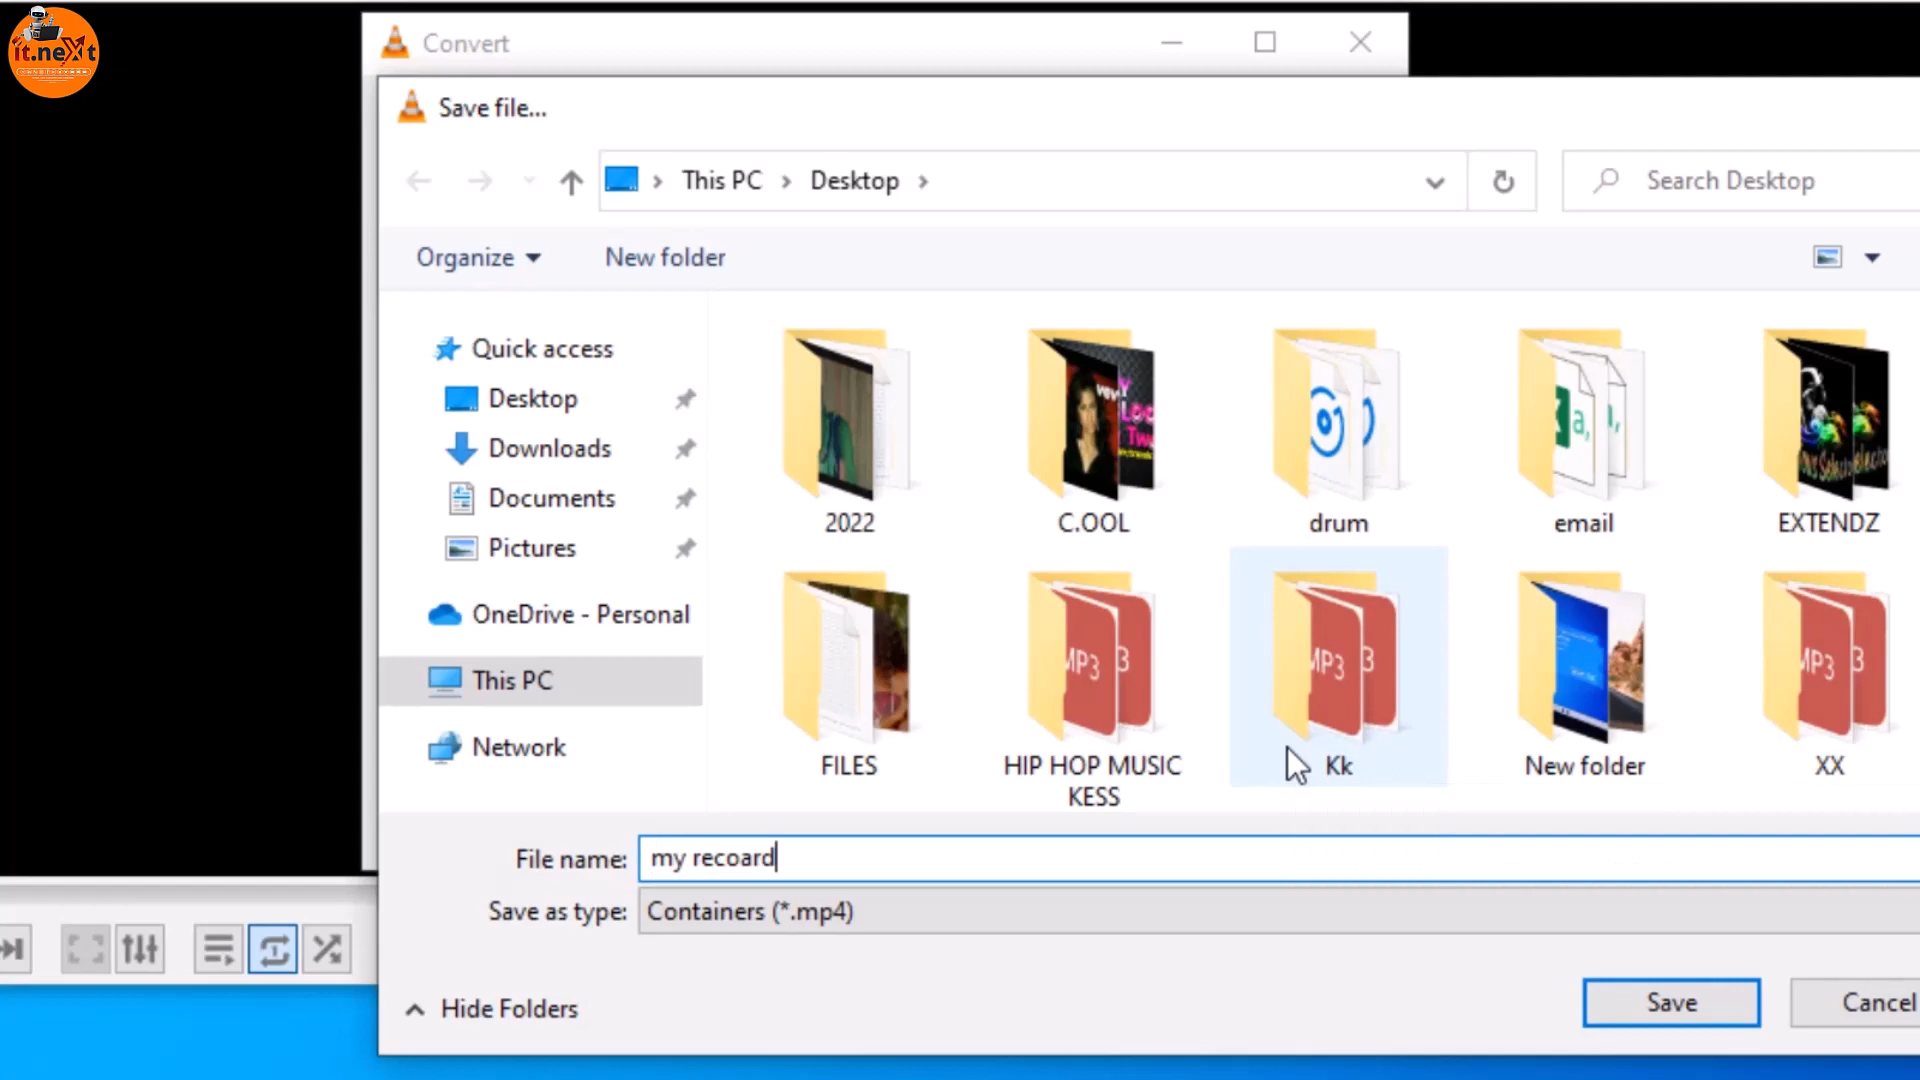 it.neXt
Convert
Save file...
This PC
Desktop
Search Desktop
Organize
New folder
Quick access
Desktop
Downloads
Documents
Pictures
OneDrive - Personal
This PC
Network
2022
C.OOL
drum
email
EXTENDZ
FILES
HIP HOP MUSIC
KESS
Kk
New folder
XX
File name: my recoard
Save as type: Containers (*.mp4)
Hide Folders
Save
Cancel